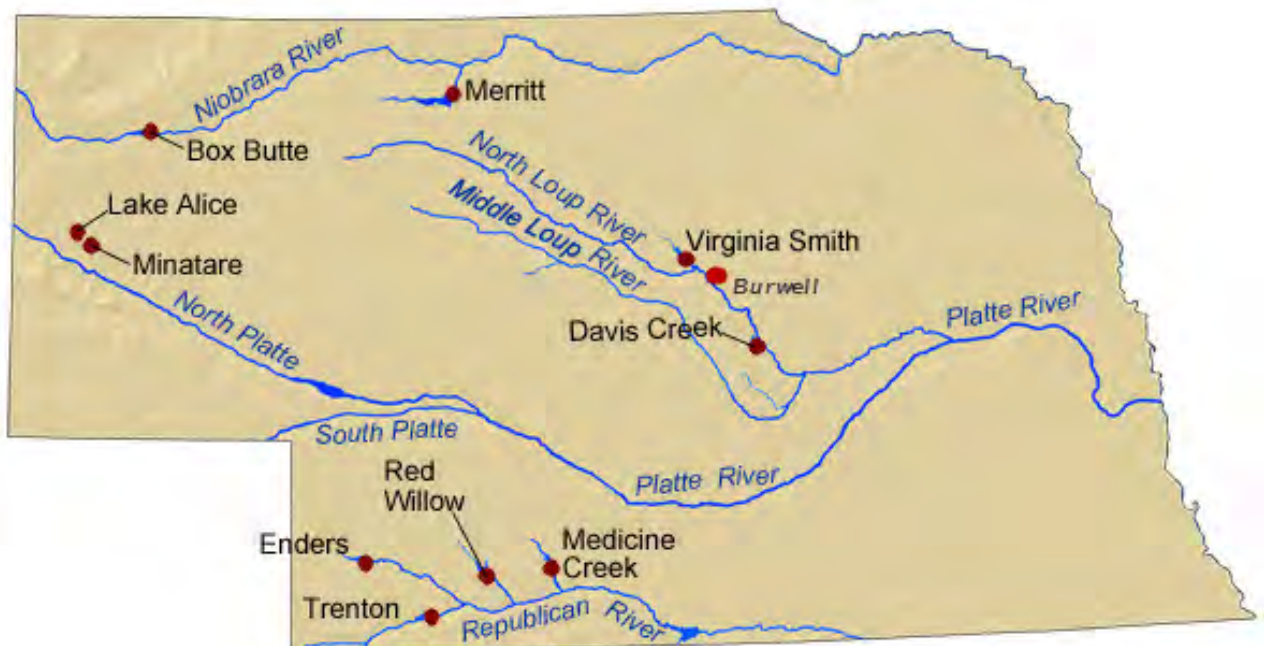 Niobrara River
Merritt
Box Butte
North Loup River
Middle Loup River
Lake Alice
Minatare
Virginia Smith
Burwell
North Platte
Davis Creek
Platte River
South Platte
Platte River
Red
Willow
Enders
Medicine
Creek
Trenton
Republican River